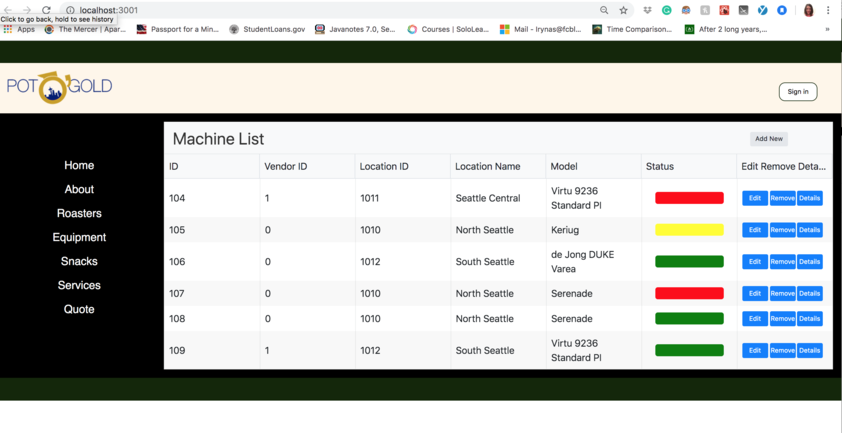 localhost:3001
Click to go back, hold to see history
Apps
The Mercer | Apar...
Passport for a Min...
StudentLoans.gov
Javanotes 7.0, Se...
Courses | SoloLea...
Mail - Irynas@fcbl...
Time Comparison...
After 2 long years,...
»
POT O' GOLD
Sign in
Home
About
Roasters
Equipment
Snacks
Services
Quote
Machine List
Add New
ID Vendor ID Location ID Location Name Model Status Edit Remove Deta...
104 1 1011 Seattle Central Virtu 9236 Standard PI Edit Remove Details
105 0 1010 North Seattle Keriug Edit Remove Details
106 0 1012 South Seattle de Jong DUKE Varea Edit Remove Details
107 0 1010 North Seattle Serenade Edit Remove Details
108 0 1010 North Seattle Serenade Edit Remove Details
109 1 1012 South Seattle Virtu 9236 Standard PI Edit Remove Details